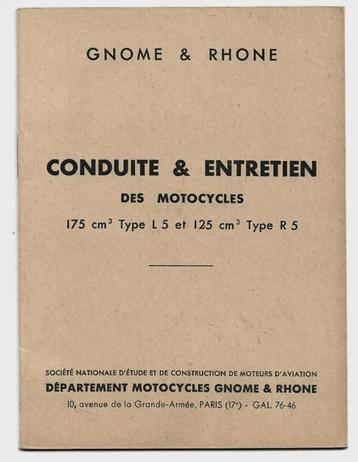 GNOME & RHONE
CONDUITE & ENTRETIEN
DES MOTOCYCLES
175 cm³ Type L 5 et 125 cm³ Type R 5
SOCIÉTÉ NATIONALE D'ÉTUDE ET DE CONSTRUCTION DE MOTEURS D'AVIATION
DÉPARTEMENT MOTOCYCLES GNOME & RHONE
10, avenue de la Grande-Armée, PARIS (17ᵉ) - GAL. 76-46